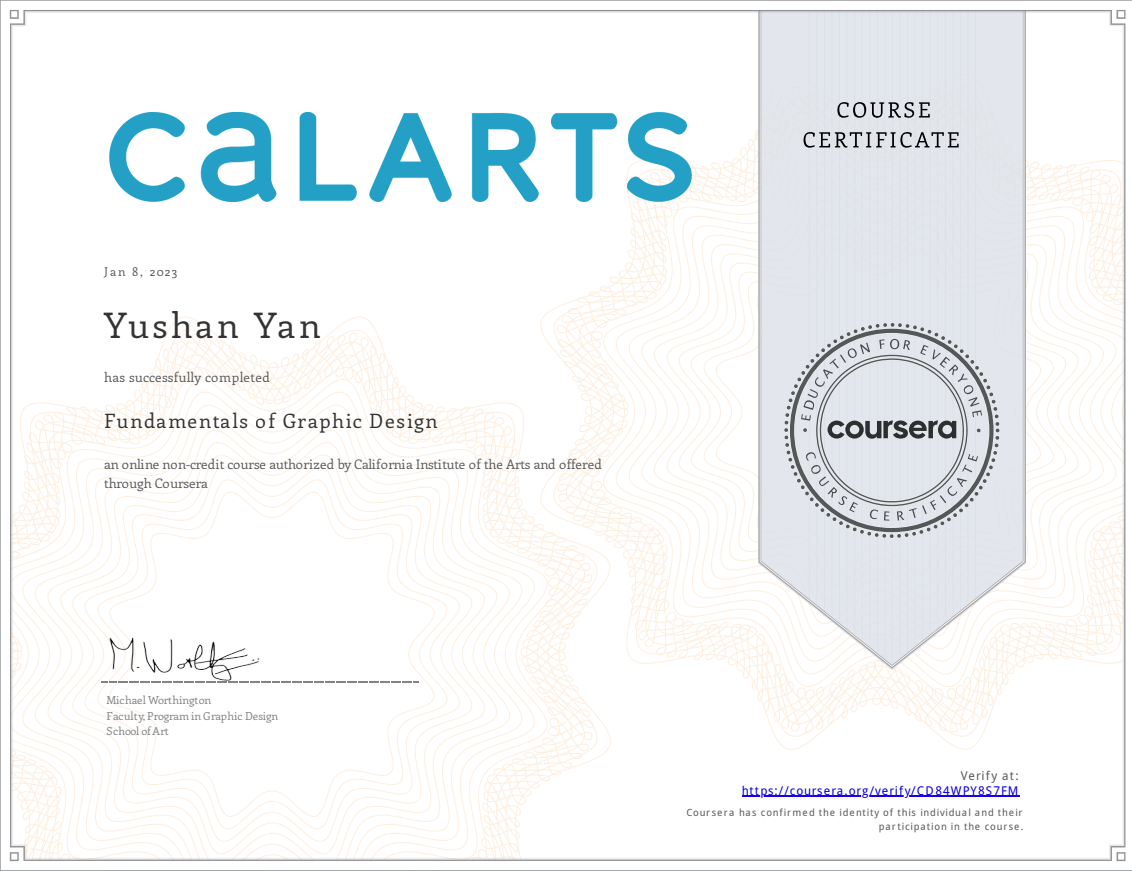 CaLARTS
COURSE
CERTIFICATE
Jan 8, 2023
Yushan Yan
has successfully completed
Fundamentals of Graphic Design
an online non-credit course authorized by California Institute of the Arts and offered
through Coursera
EDUCATION FOR EVERYONE
coursera
COURSE CERTIFICATE
M. Worth
Michael Worthington
Faculty, Program in Graphic Design
School of Art
Verify at:
https://coursera.org/verify/CD84WPY8S7FM
Coursera has confirmed the identity of this individual and their
participation in the course.